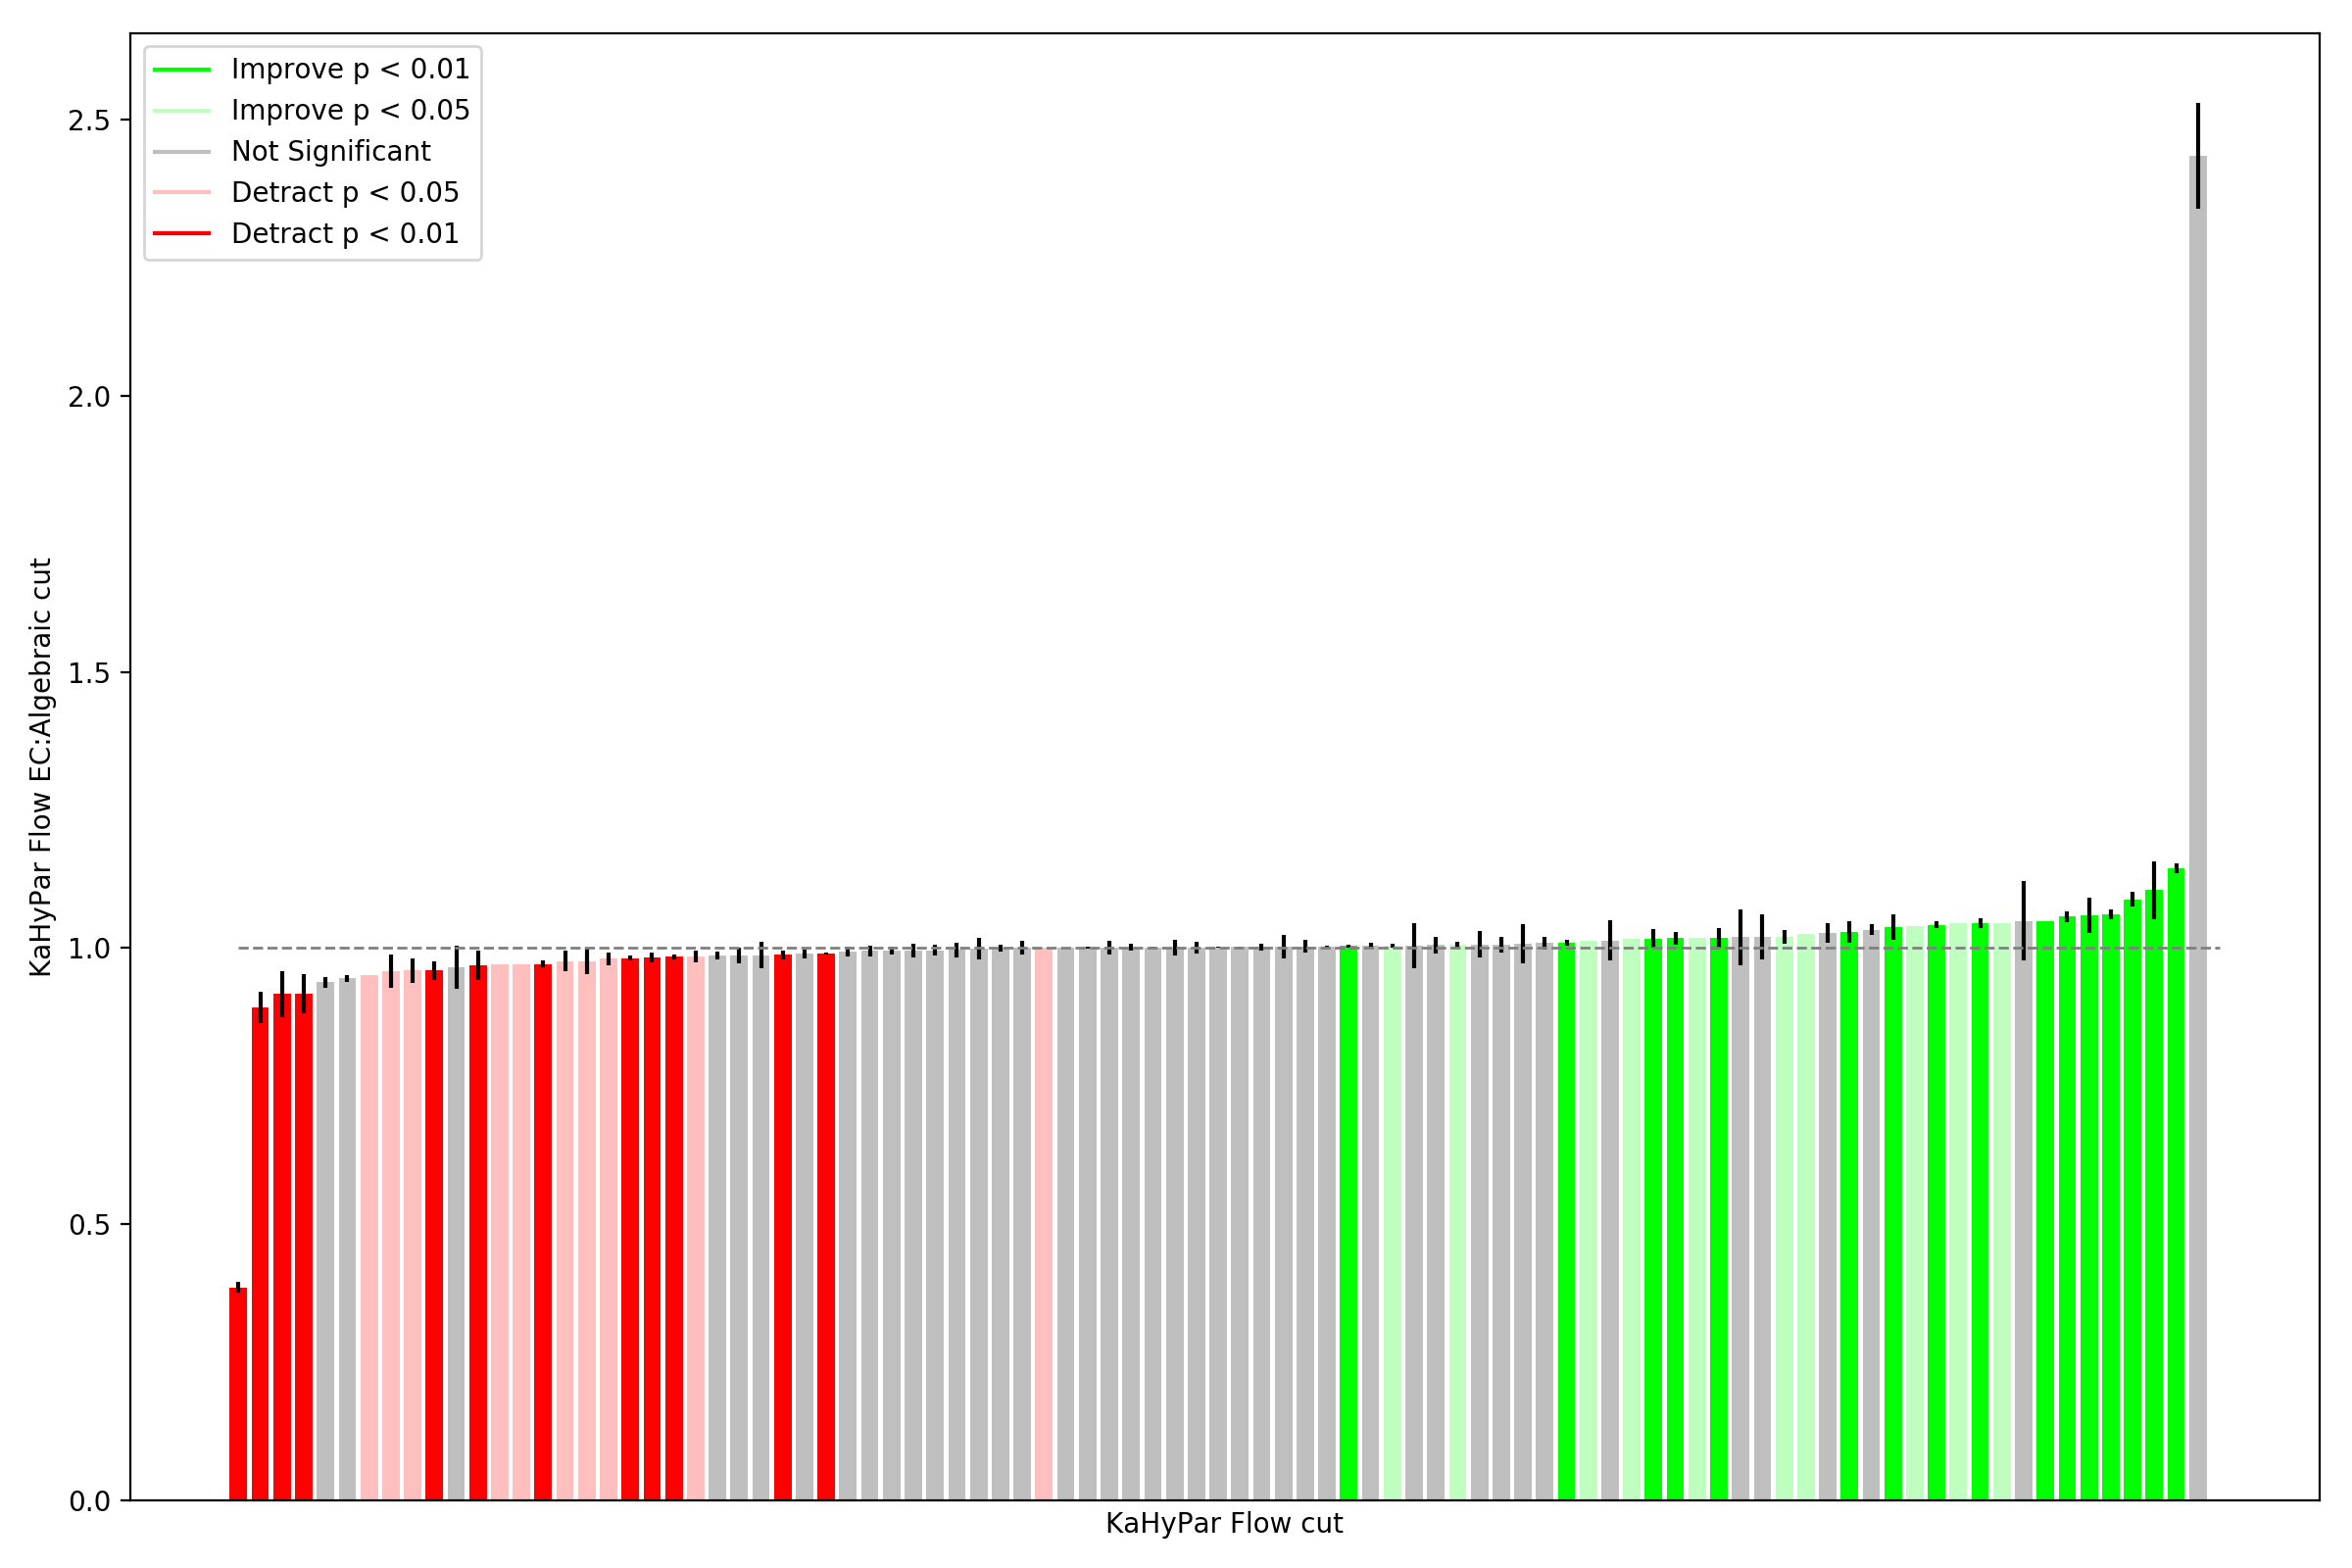 Improve p < 0.01
Improve p < 0.05
Not Significant
Detract p < 0.05
Detract p < 0.01
2.5
2.0
1.5
1.0
0.5
0.0
KaHyPar Flow EC:Algebraic cut
KaHyPar Flow cut